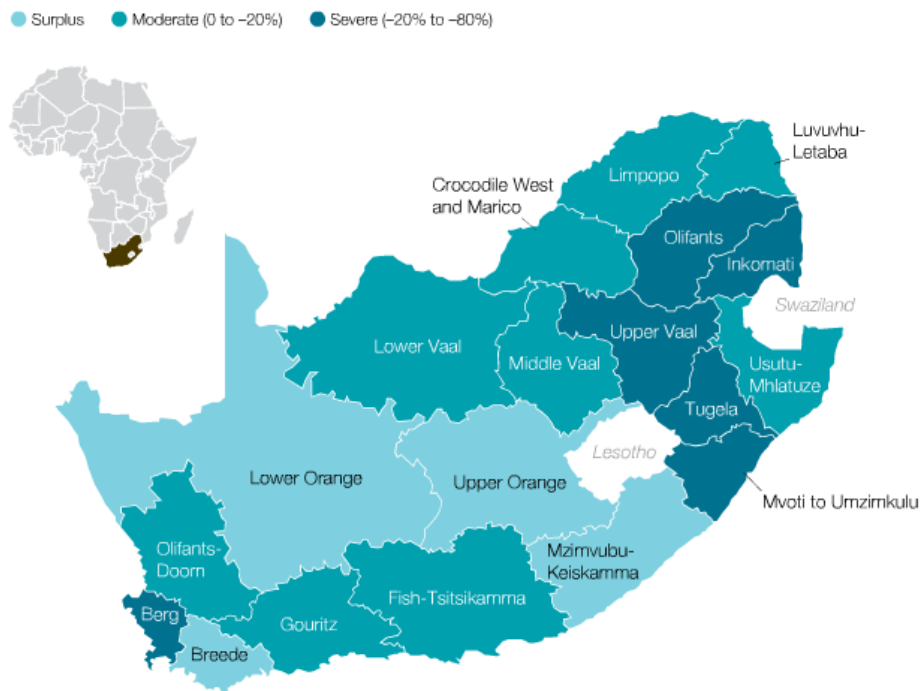 Surplus
Moderate (0 to –20%)
Severe (–20% to –80%)
Luvuvhu-
Letaba
Limpopo
Crocodile West
and Marico
Olifants
Inkomati
Swaziland
Lower Vaal
Middle Vaal
Upper Vaal
Usutu-
Mhlatuze
Tugela
Lesotho
Lower Orange
Upper Orange
Mvoti to Umzimkulu
Olifants-
Doorn
Mzimvubu-
Keiskamma
Fish-Tsitsikamma
Berg
Gouritz
Breede